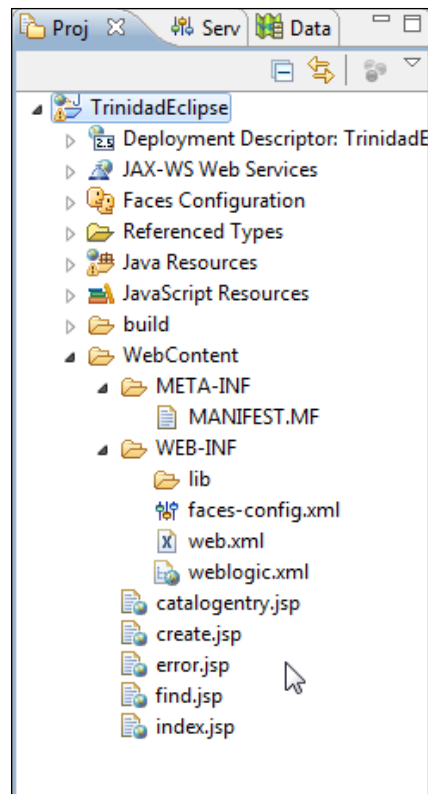 Proj Serv Data
TrinidadEclipse
2.5 Deployment Descriptor: TrinidadE
JAX-WS Web Services
Faces Configuration
Referenced Types
Java Resources
JavaScript Resources
build
WebContent
META-INF
MANIFEST.MF
WEB-INF
lib
faces-config.xml
X web.xml
weblogic.xml
catalogentry.jsp
create.jsp
error.jsp
find.jsp
index.jsp